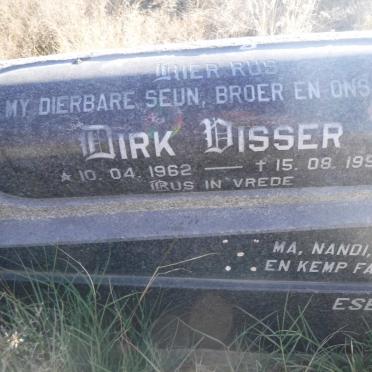 HIER RUS
MY DIERBARE SEUN, BROER EN ONS
DIRK VISSER
* 10.04.1962 — † 15.08.199
RUS IN VREDE
MA, NANDI,
EN KEMP FA
ESE